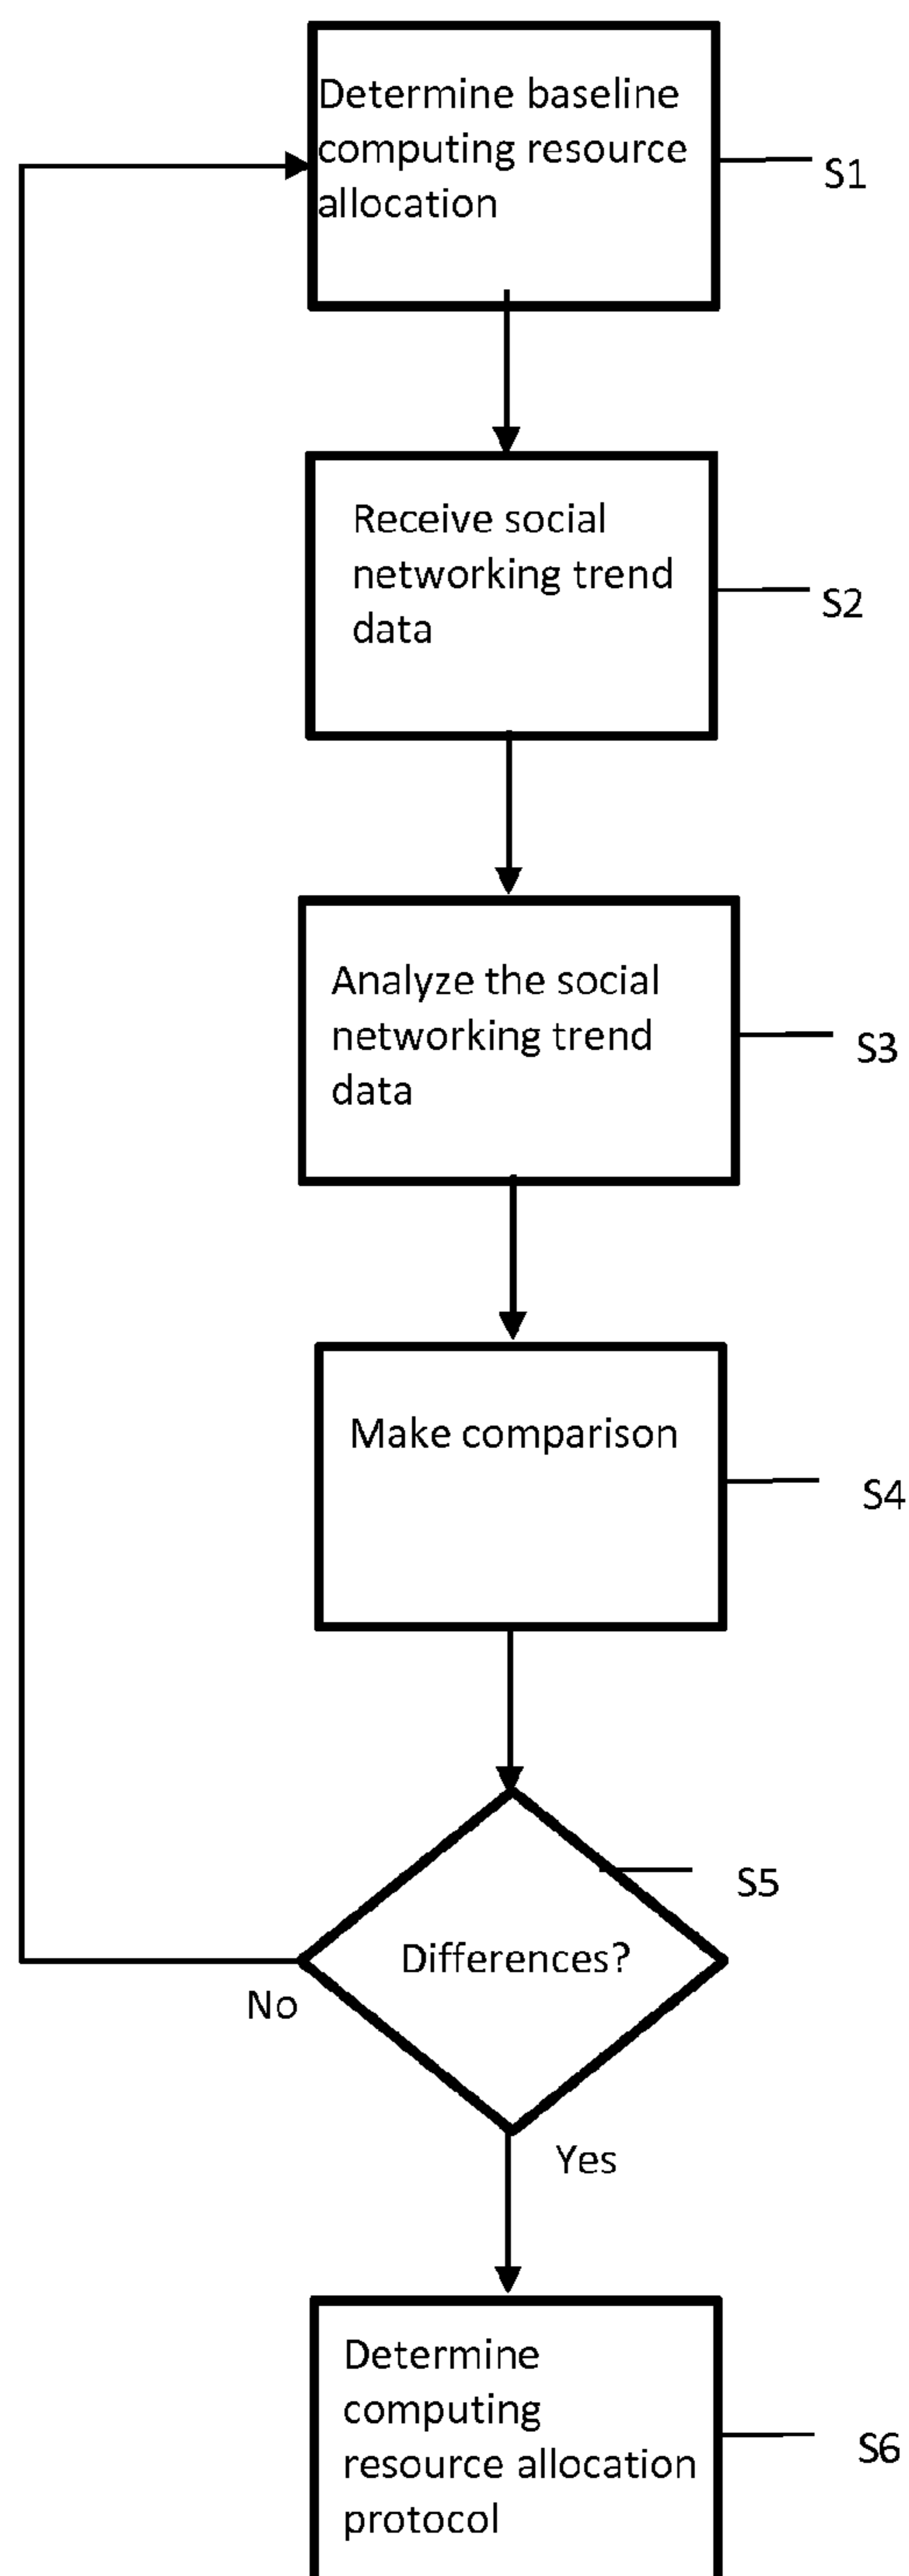 Determine baseline
computing resource
allocation
S1
Receive social
networking trend
data
S2
Analyze the social
networking trend
data
S3
Make comparison
S4
S5
Differences?
No
Yes
Determine
computing
resource allocation
protocol
S6